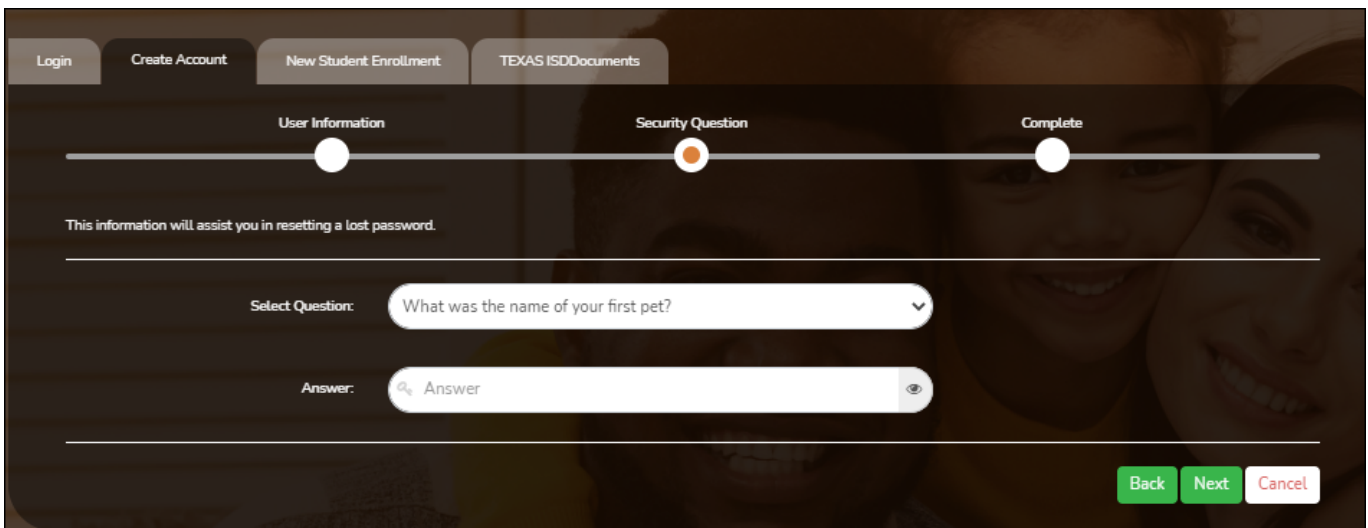 Login Create Account New Student Enrollment TEXAS ISDDocuments
User Information Security Question Complete
This information will assist you in resetting a lost password.
Select Question: What was the name of your first pet?
Answer: Answer
Back Next Cancel